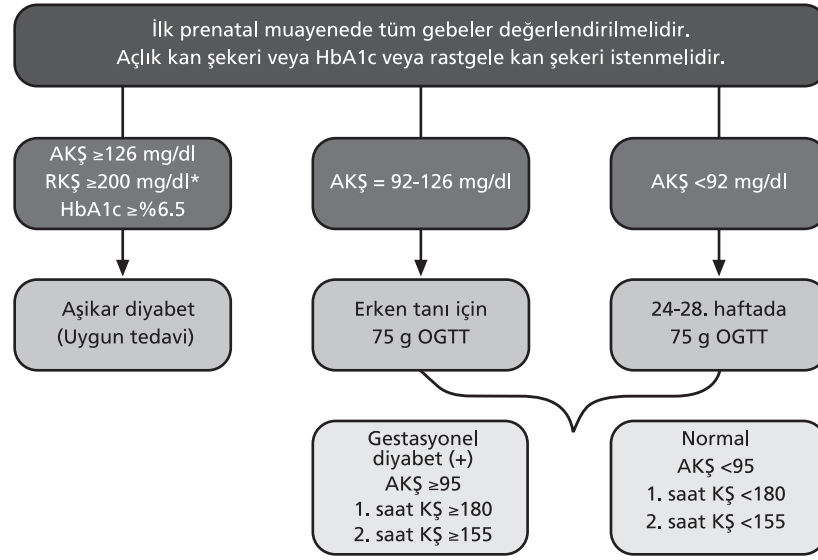 İlk prenatal muayenede tüm gebeler değerlendirilmelidir.
Açlık kan şekeri veya HbA1c veya rastgele kan şekeri istenmelidir.
AKŞ ≥126 mg/dl
RKŞ ≥200 mg/dl*
HbA1c ≥%6.5
AKŞ = 92-126 mg/dl
AKŞ <92 mg/dl
Aşikar diyabet
(Uygun tedavi)
Erken tanı için
75 g OGTT
24-28. haftada
75 g OGTT
Gestasyonel
diyabet (+)
AKŞ ≥95
1. saat KŞ ≥180
2. saat KŞ ≥155
Normal
AKŞ <95
1. saat KŞ <180
2. saat KŞ <155